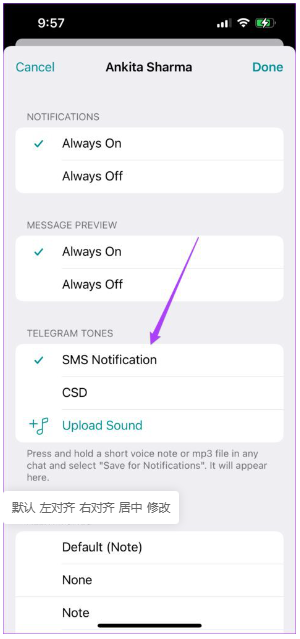 9:57
Cancel
Ankita Sharma
Done
NOTIFICATIONS
Always On
Always Off
MESSAGE PREVIEW
Always On
Always Off
TELEGRAM TONES
SMS Notification
CSD
Upload Sound
Press and hold a short voice note or mp3 file in any
chat and select "Save for Notifications". It will appear
here.
默认 左对齐 右对齐 居中 修改
Default (Note)
None
Note